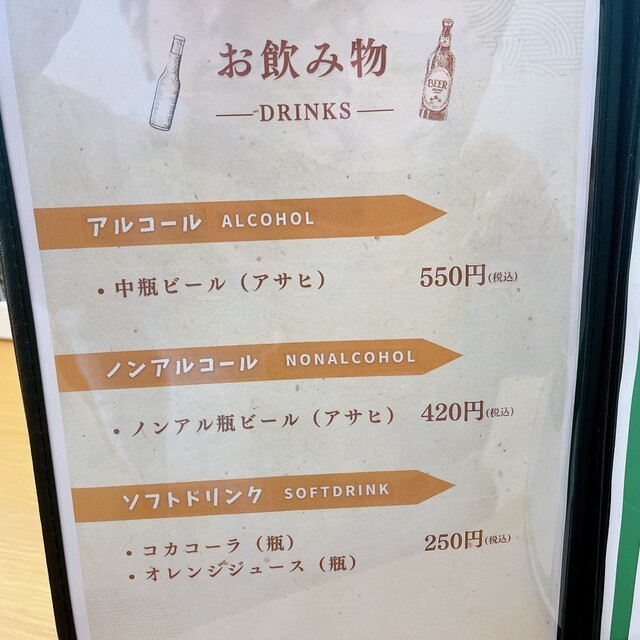 お飲み物
DRINKS
BEER
アルコール ALCOHOL
・中瓶ビール（アサヒ） 550円(税込)
ノンアルコール NONALCOHOL
・ノンアル瓶ビール（アサヒ） 420円(税込)
ソフトドリンク SOFTDRINK
・コカコーラ（瓶） 250円(税込)
・オレンジジュース（瓶）